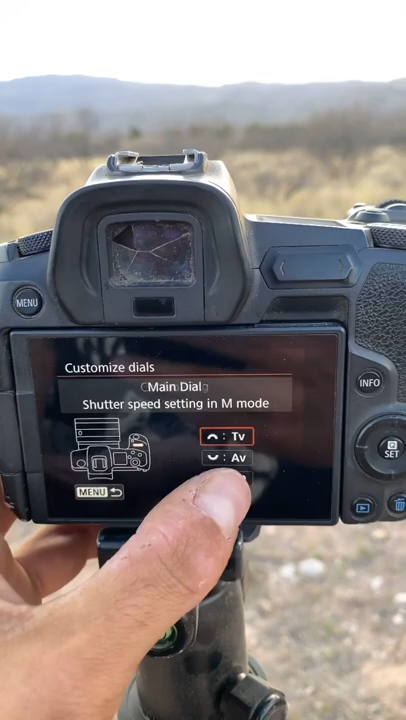 MENU
Customize dials
Main Dial
Shutter speed setting in M mode
: Tv
: Av
MENU
INFO
Q
SET